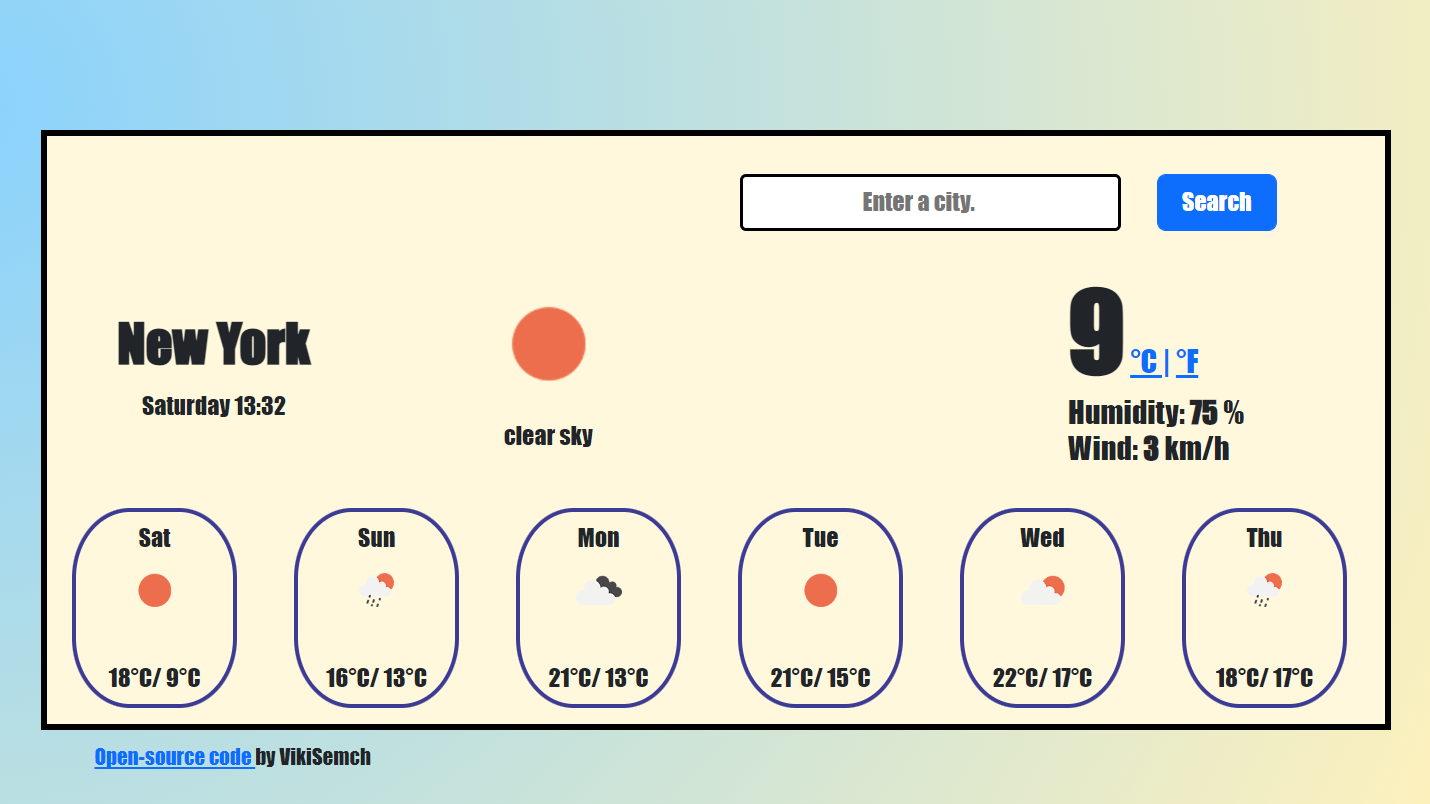 Enter a city.
Search
New York
Saturday 13:32
clear sky
9 °C | °F
Humidity: 75 %
Wind: 3 km/h
Sat
18°C/ 9°C
Sun
16°C/ 13°C
Mon
21°C/ 13°C
Tue
21°C/ 15°C
Wed
22°C/ 17°C
Thu
18°C/ 17°C
Open-source code by VikiSemch